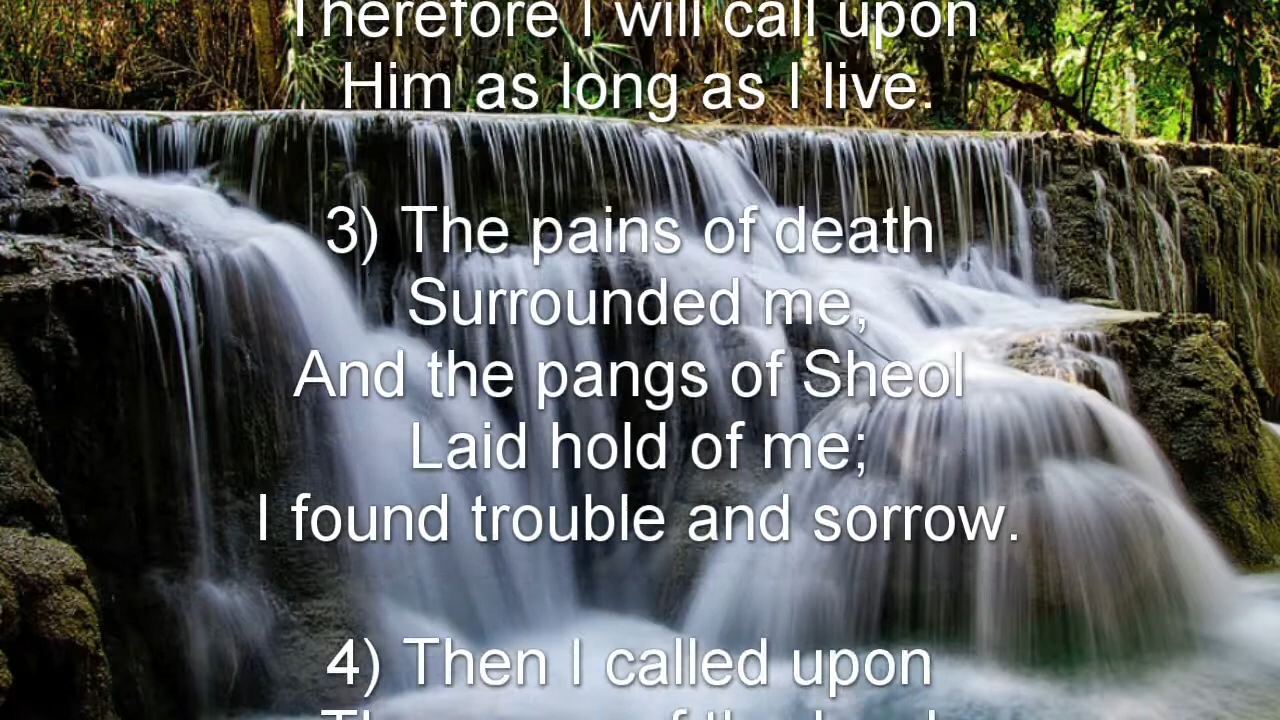 Therefore I will call upon
Him as long as I live.
3) The pains of death
Surrounded me,
And the pangs of Sheol
Laid hold of me;
I found trouble and sorrow.
4) Then I called upon